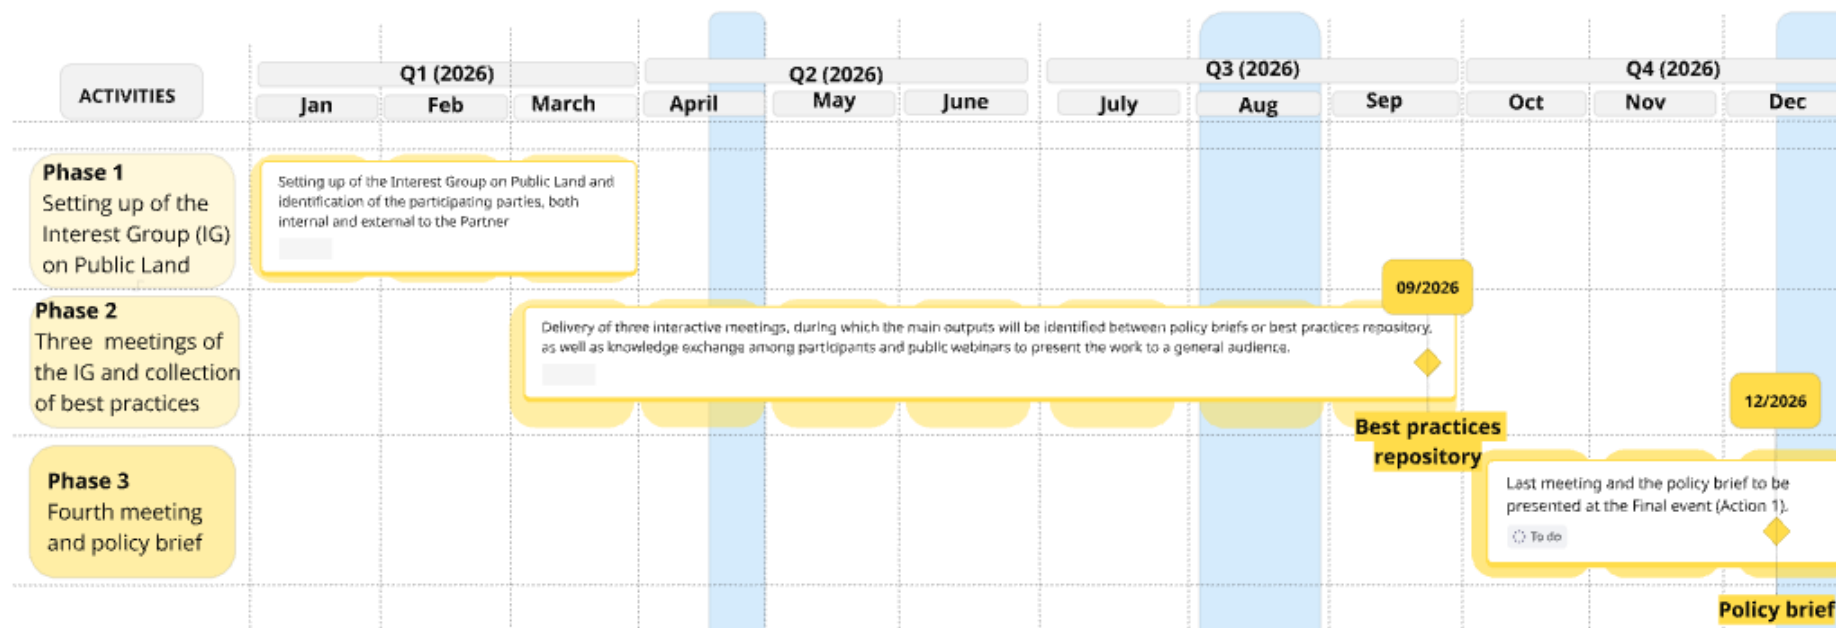 Q1 (2026)
Q2 (2026)
Q3 (2026)
Q4 (2026)
ACTIVITIES
Jan
Feb
March
April
May
June
July
Aug
Sep
Oct
Nov
Dec
Phase 1
Setting up of the
Interest Group (IG)
on Public Land
Setting up of the Interest Group on Public Land and
identification of the participating parties, both
internal and external to the Partner
Phase 2
Three meetings of
the IG and collection
of best practices
Delivery of three interactive meetings, during which the main outputs will be identified between policy briefs or best practices repository,
as well as knowledge exchange among participants and public webinars to present the work to a general audience.
09/2026
Best practices
repository
Phase 3
Fourth meeting
and policy brief
Last meeting and the policy brief to be
presented at the Final event (Action 1).
To do
12/2026
Policy brief